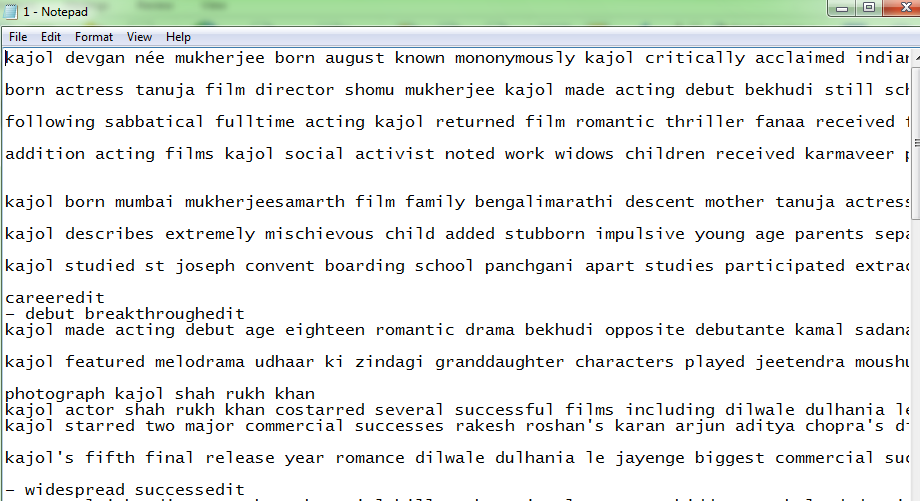 1 - Notepad
File Edit Format View Help
kajol devgan née mukherjee born august known mononymously kajol critically acclaimed indian
born actress tanuja film director shomu mukherjee kajol made acting debut bekhudi still sch
following sabbatical fulltime acting kajol returned film romantic thriller fanaa received f
addition acting films kajol social activist noted work widows children received karmaveer p
kajol born mumbai mukherjeesamarth film family bengalimarathi descent mother tanuja actress
kajol describes extremely mischievous child added stubborn impulsive young age parents sepa
kajol studied st joseph convent boarding school panchgani apart studies participated extrac
careeredit
– debut breakthroughedit
kajol made acting debut age eighteen romantic drama bekhudi opposite debutante kamal sadana
kajol featured melodrama udhaar ki zindagi granddaughter characters played jeetendra moushu
photograph kajol shah rukh khan
kajol actor shah rukh khan costarred several successful films including dilwale dulhania le
kajol starred two major commercial successes rakesh roshan's karan arjun aditya chopra's di
kajol's fifth final release year romance dilwale dulhania le jayenge biggest commercial suc
– widespread successedit